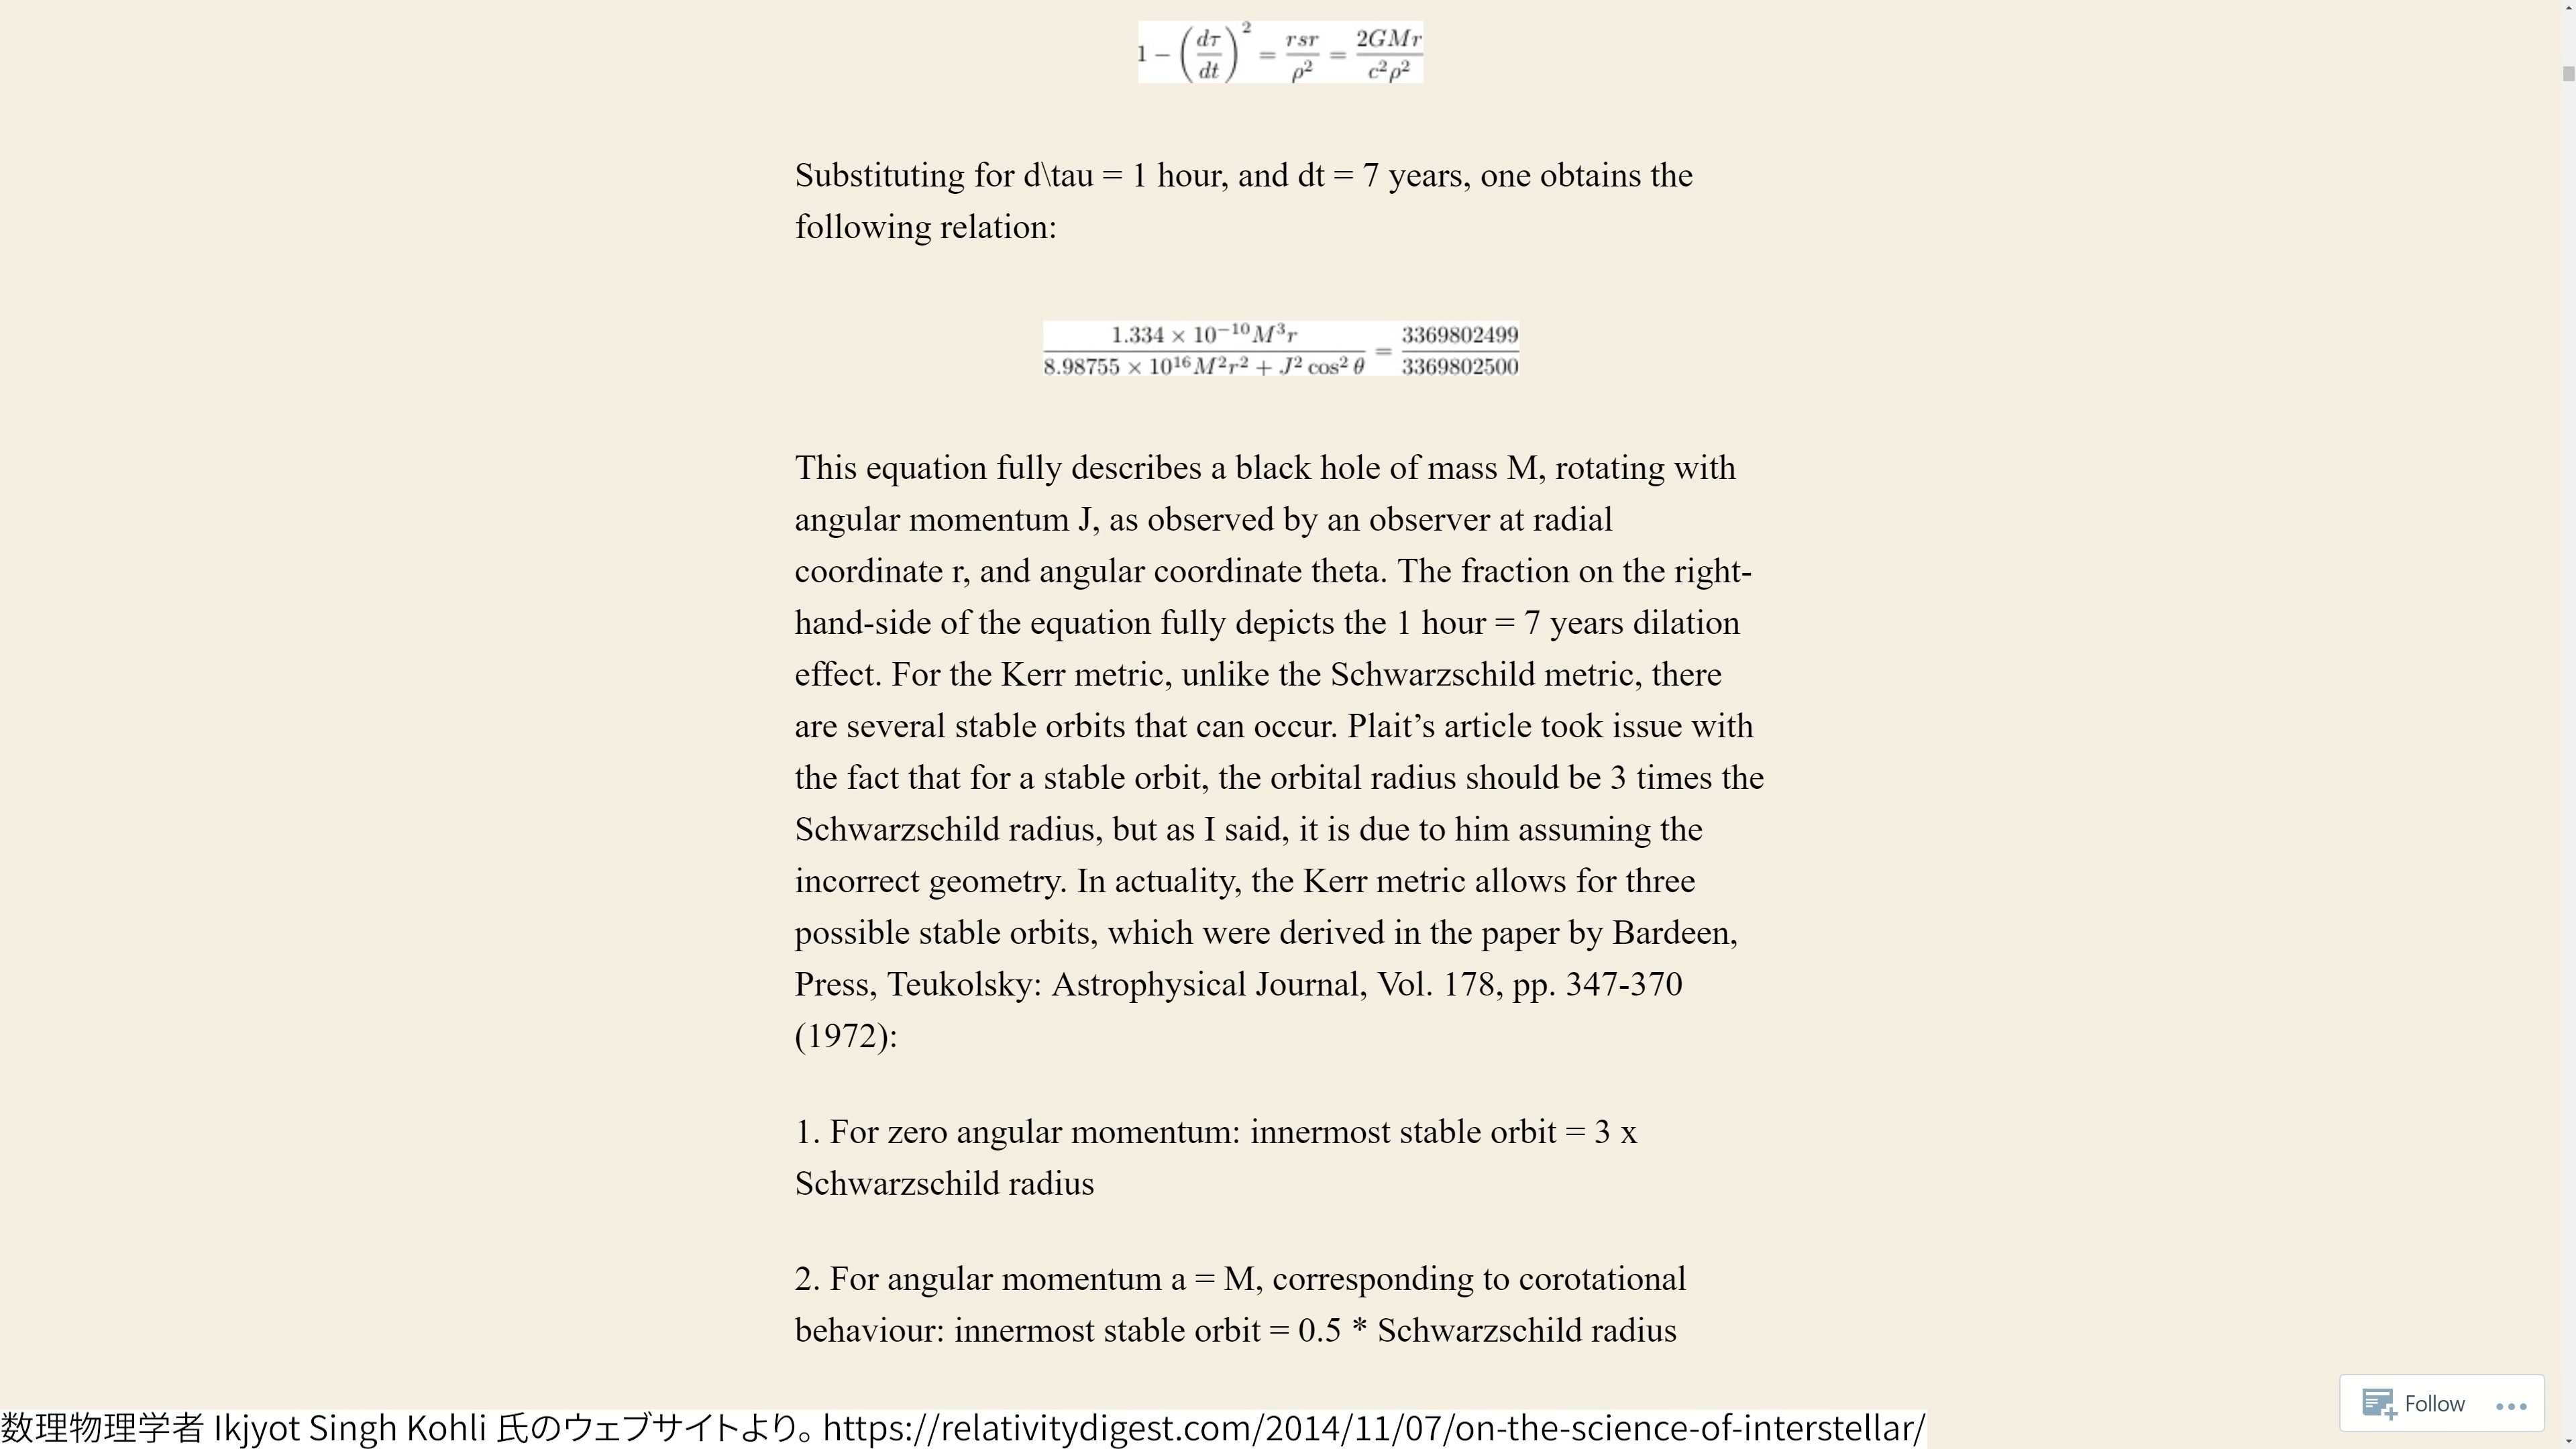 1 − (dτ/dt)² = rsr/ρ² = 2GMr/c²ρ²
Substituting for d\tau = 1 hour, and dt = 7 years, one obtains the
following relation:
1.334 × 10⁻¹⁰M³r / 8.98755 × 10¹⁶M²r² + J² cos² θ = 3369802499 / 3369802500
This equation fully describes a black hole of mass M, rotating with
angular momentum J, as observed by an observer at radial
coordinate r, and angular coordinate theta. The fraction on the right-
hand-side of the equation fully depicts the 1 hour = 7 years dilation
effect. For the Kerr metric, unlike the Schwarzschild metric, there
are several stable orbits that can occur. Plait’s article took issue with
the fact that for a stable orbit, the orbital radius should be 3 times the
Schwarzschild radius, but as I said, it is due to him assuming the
incorrect geometry. In actuality, the Kerr metric allows for three
possible stable orbits, which were derived in the paper by Bardeen,
Press, Teukolsky: Astrophysical Journal, Vol. 178, pp. 347-370
(1972):
1. For zero angular momentum: innermost stable orbit = 3 x
Schwarzschild radius
2. For angular momentum a = M, corresponding to corotational
behaviour: innermost stable orbit = 0.5 * Schwarzschild radius
Follow
数理物理学者 Ikjyot Singh Kohli 氏のウェブサイトより。https://relativitydigest.com/2014/11/07/on-the-science-of-interstellar/